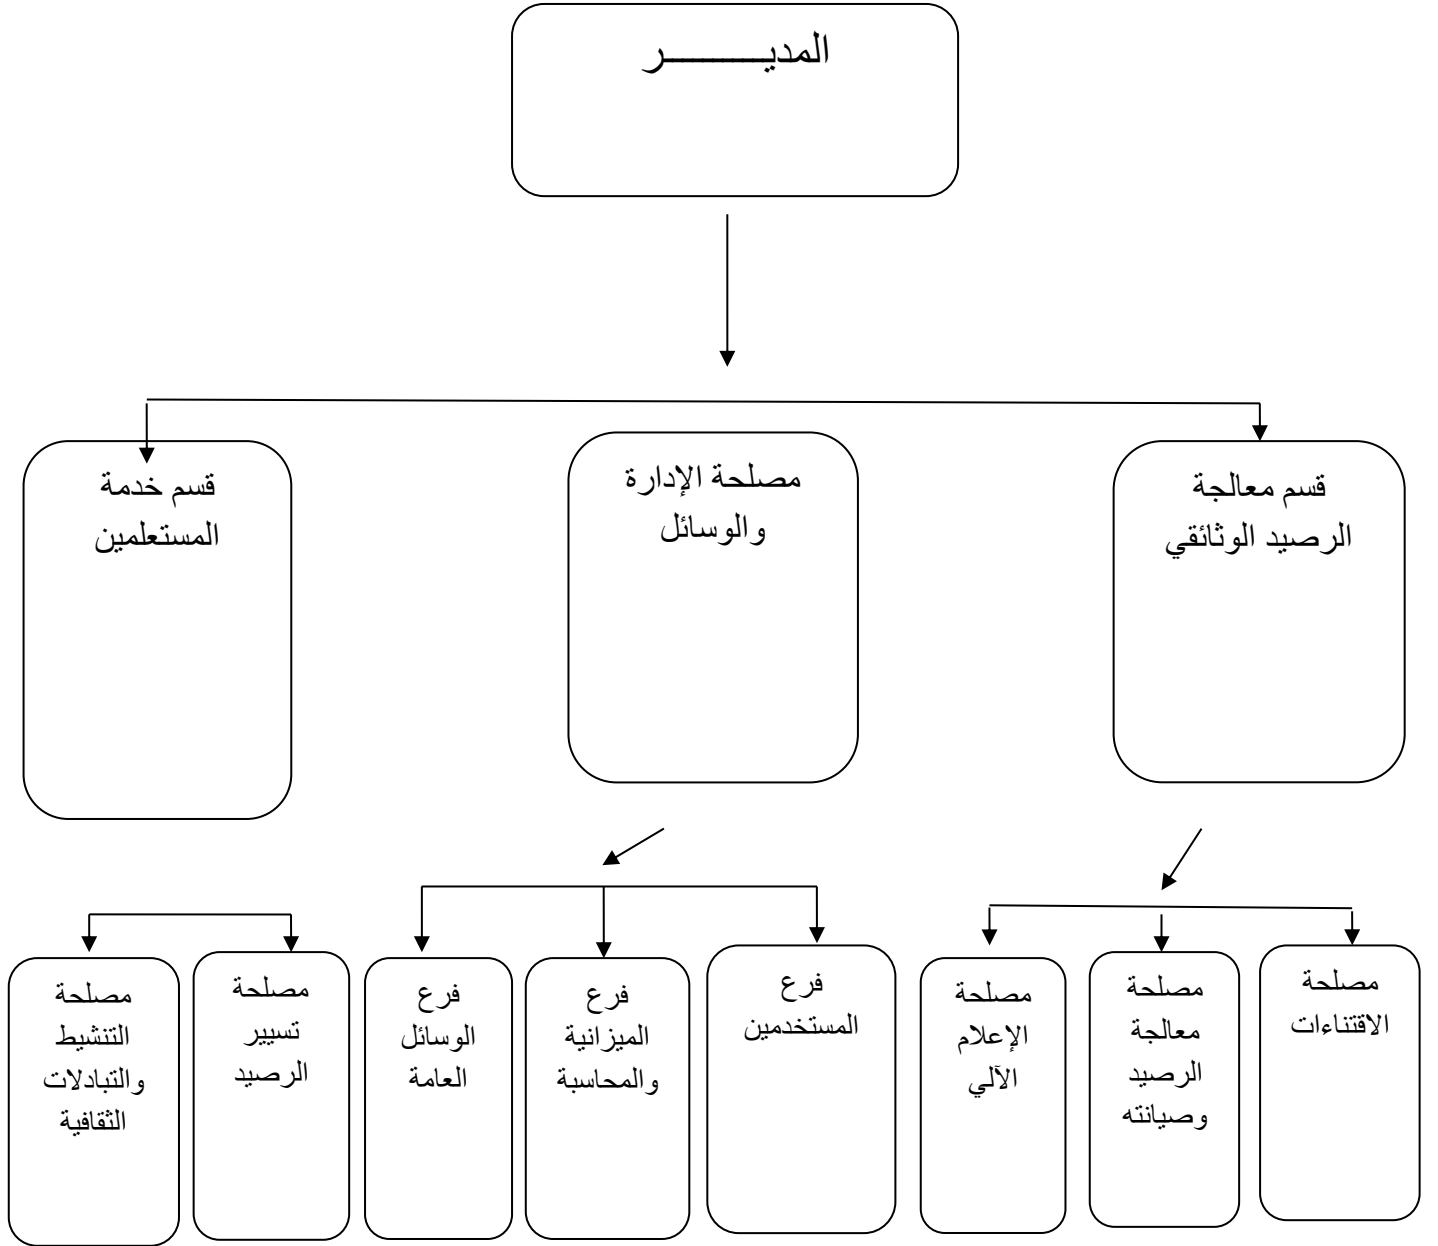 المديـــــــــر
قسم معالجة
الرصيد الوثائقي
مصلحة الإدارة
والوسائل
قسم خدمة
المستعلمين
مصلحة
الاقتناءات
مصلحة
معالجة
الرصيد
وصيانته
مصلحة
الإعلام
الآلي
فرع
المستخدمين
فرع
الميزانية
والمحاسبة
فرع
الوسائل
العامة
مصلحة
تسيير
الرصيد
مصلحة
التنشيط
والتبادلات
الثقافية